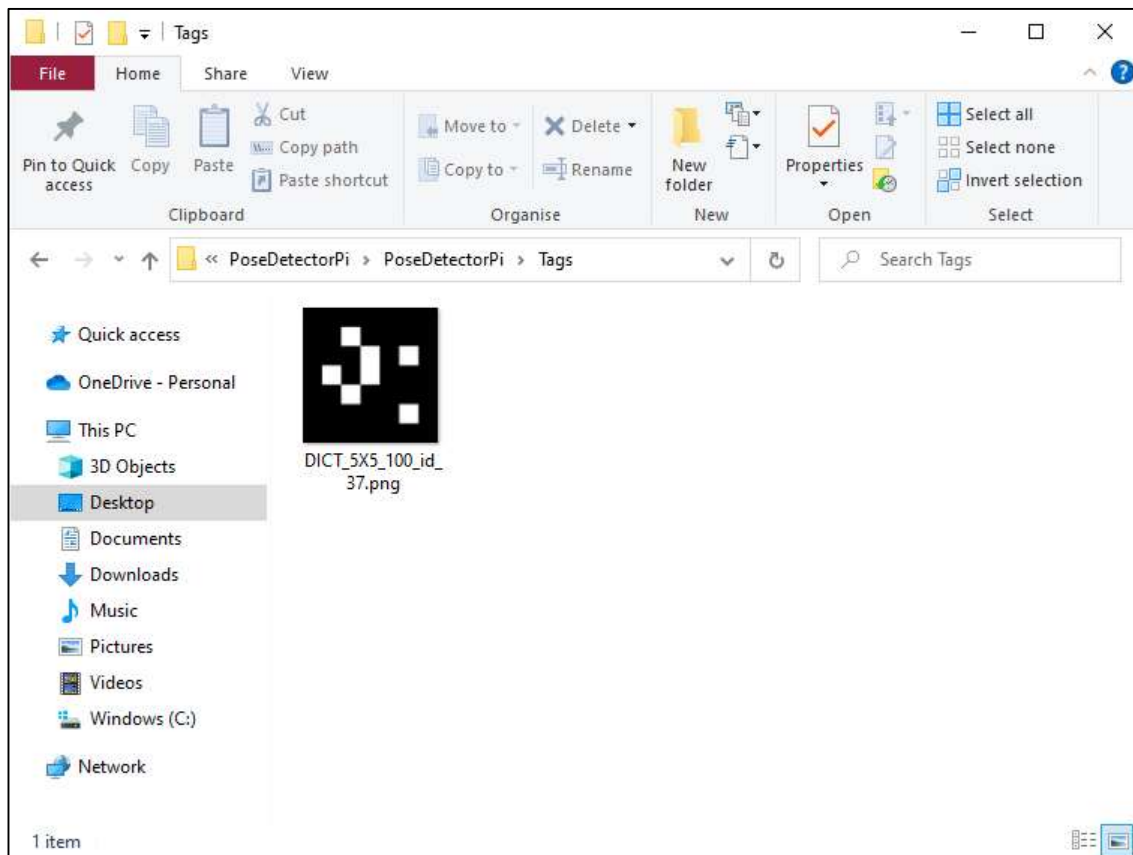 Tags
File Home Share View
Pin to Quick
access
Copy
Paste
Cut
Copy path
Paste shortcut
Clipboard
Move to
Copy to
Delete
Rename
Organise
New
folder
New
Properties
Open
Select all
Select none
Invert selection
Select
« PoseDetectorPi › PoseDetectorPi › Tags
Search Tags
Quick access
OneDrive - Personal
This PC
3D Objects
Desktop
Documents
Downloads
Music
Pictures
Videos
Windows (C:)
Network
DICT_5X5_100_id_
37.png
1 item